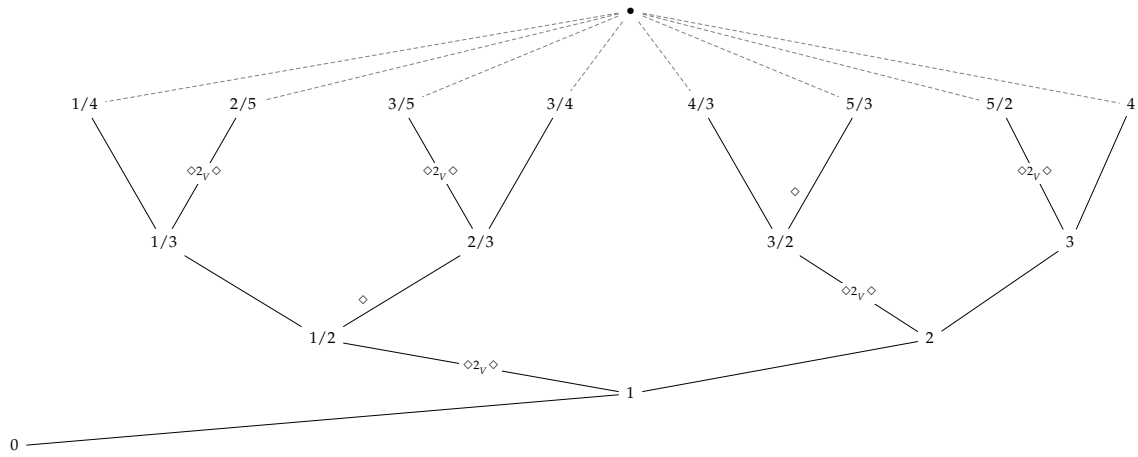 •
1/4 2/5 3/5 3/4 4/3 5/3 5/2 4
◇2_V◇ ◇2_V◇ ◇2_V◇
◇
1/3 2/3 3/2 3
◇2_V◇
◇
1/2 2
◇2_V◇
1
0